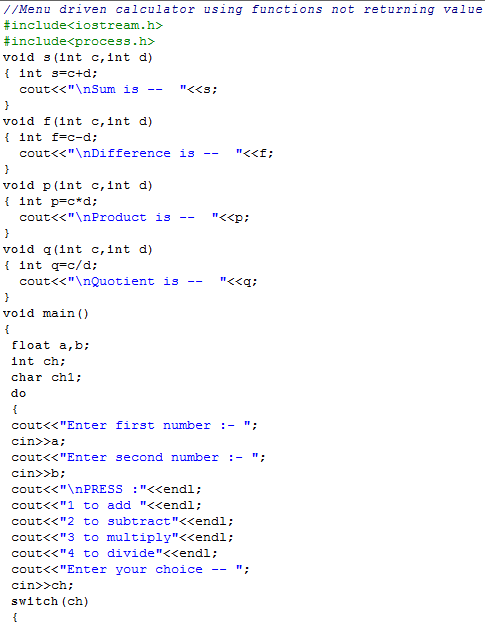 //Menu driven calculator using functions not returning value
#include<iostream.h>
#include<process.h>
void s(int c,int d)
{ int s=c+d;
  cout<<"\nSum is --  "<<s;
}
void f(int c,int d)
{ int f=c-d;
  cout<<"\nDifference is --  "<<f;
}
void p(int c,int d)
{ int p=c*d;
  cout<<"\nProduct is --  "<<p;
}
void q(int c,int d)
{ int q=c/d;
  cout<<"\nQuotient is --  "<<q;
}
void main()
{
 float a,b;
 int ch;
 char ch1;
 do
 {
 cout<<"Enter first number :- ";
 cin>>a;
 cout<<"Enter second number :- ";
 cin>>b;
 cout<<"\nPRESS :"<<endl;
 cout<<"1 to add "<<endl;
 cout<<"2 to subtract"<<endl;
 cout<<"3 to multiply"<<endl;
 cout<<"4 to divide"<<endl;
 cout<<"Enter your choice -- ";
 cin>>ch;
 switch(ch)
 {